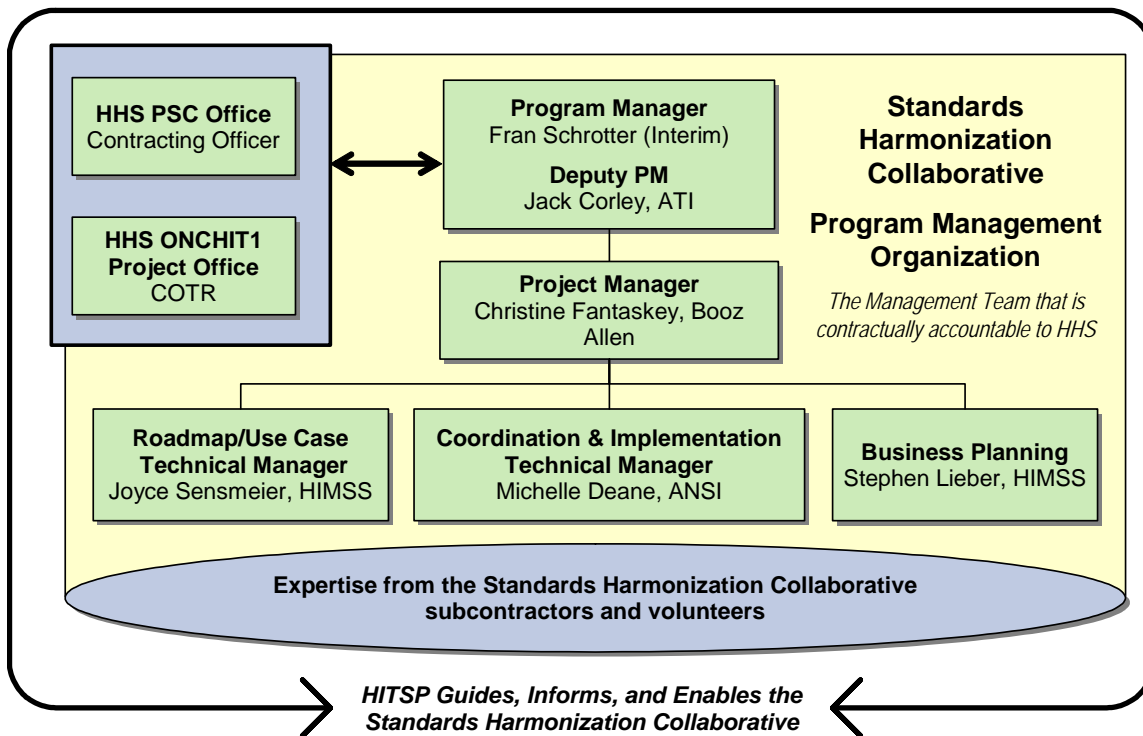 HHS PSC Office
Contracting Officer
HHS ONCHIT1
Project Office
COTR
Program Manager
Fran Schrotter (Interim)
Deputy PM
Jack Corley, ATI
Standards
Harmonization
Collaborative
Program Management
Organization
The Management Team that is
contractually accountable to HHS
Project Manager
Christine Fantaskey, Booz
Allen
Roadmap/Use Case
Technical Manager
Joyce Sensmeier, HIMSS
Coordination & Implementation
Technical Manager
Michelle Deane, ANSI
Business Planning
Stephen Lieber, HIMSS
Expertise from the Standards Harmonization Collaborative
subcontractors and volunteers
HITSP Guides, Informs, and Enables the
Standards Harmonization Collaborative